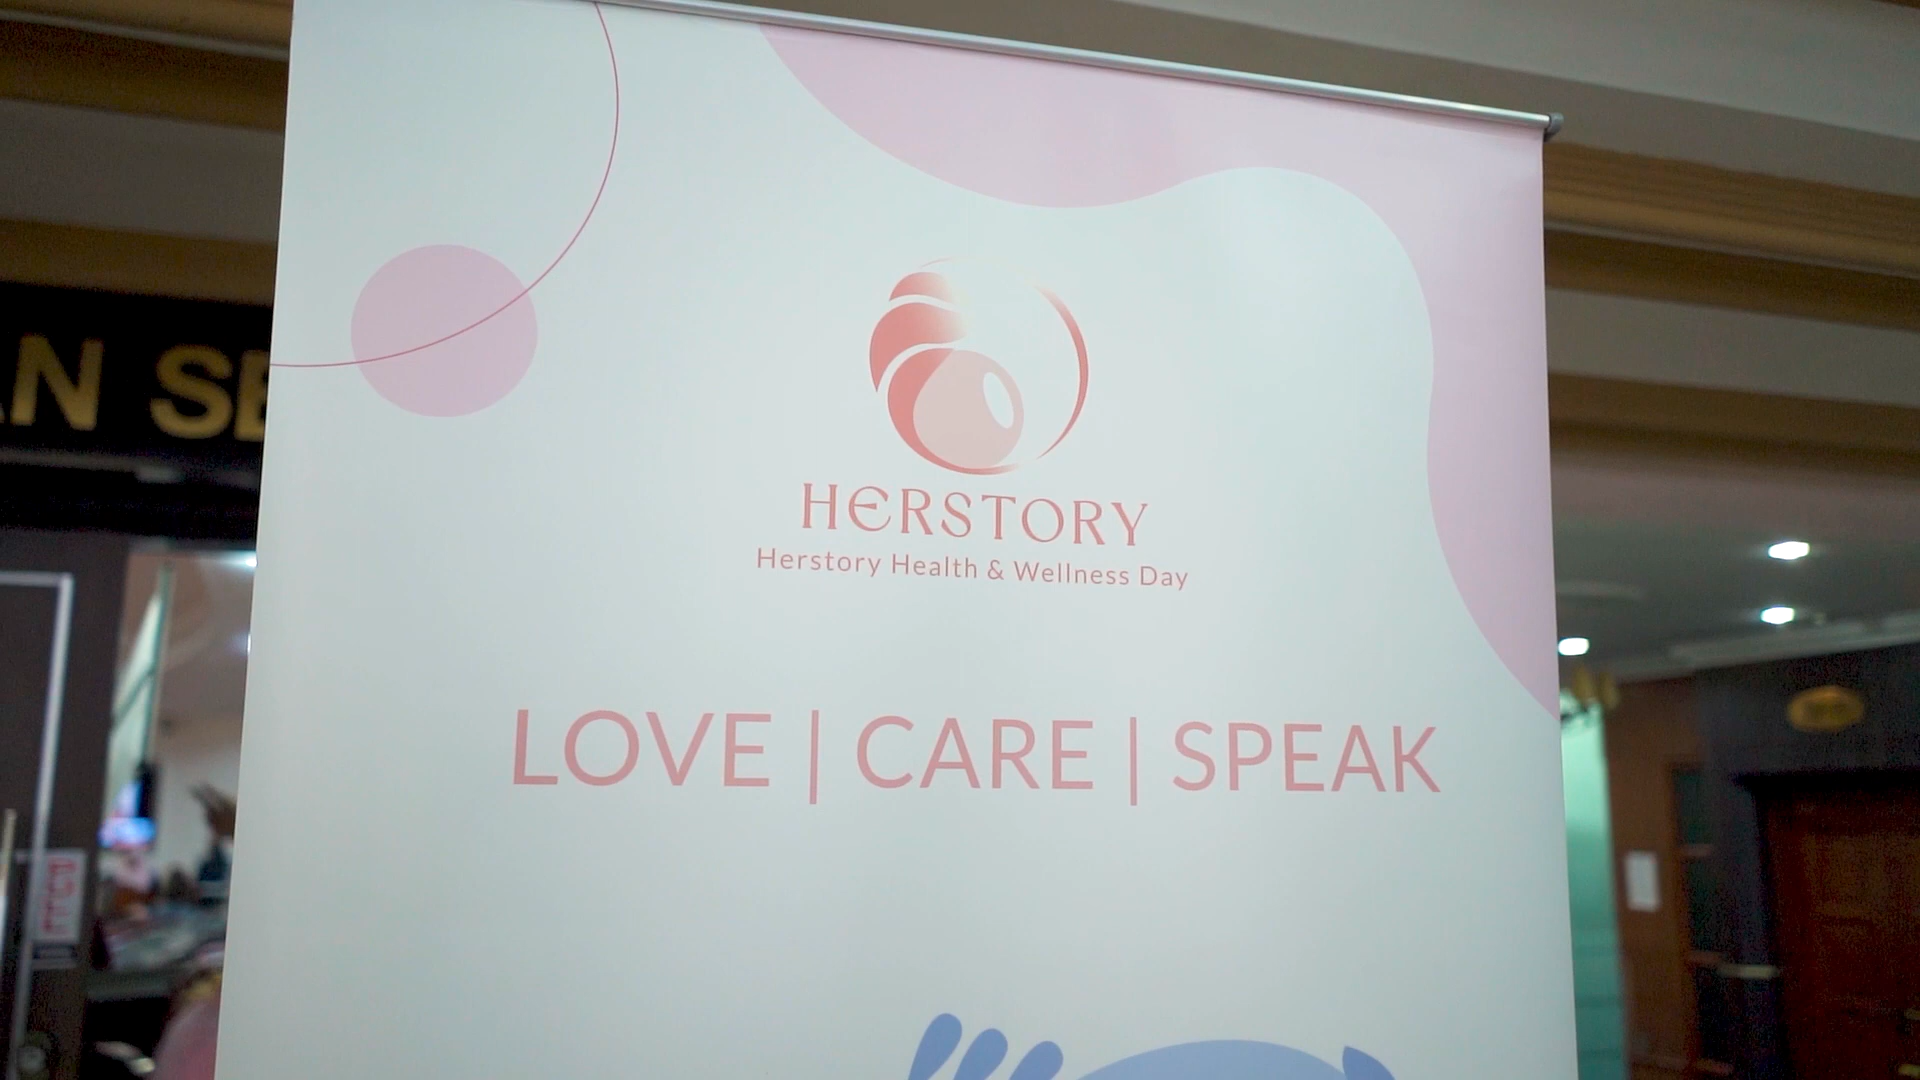 HERSTORY
Herstory Health & Wellness Day
LOVE | CARE | SPEAK